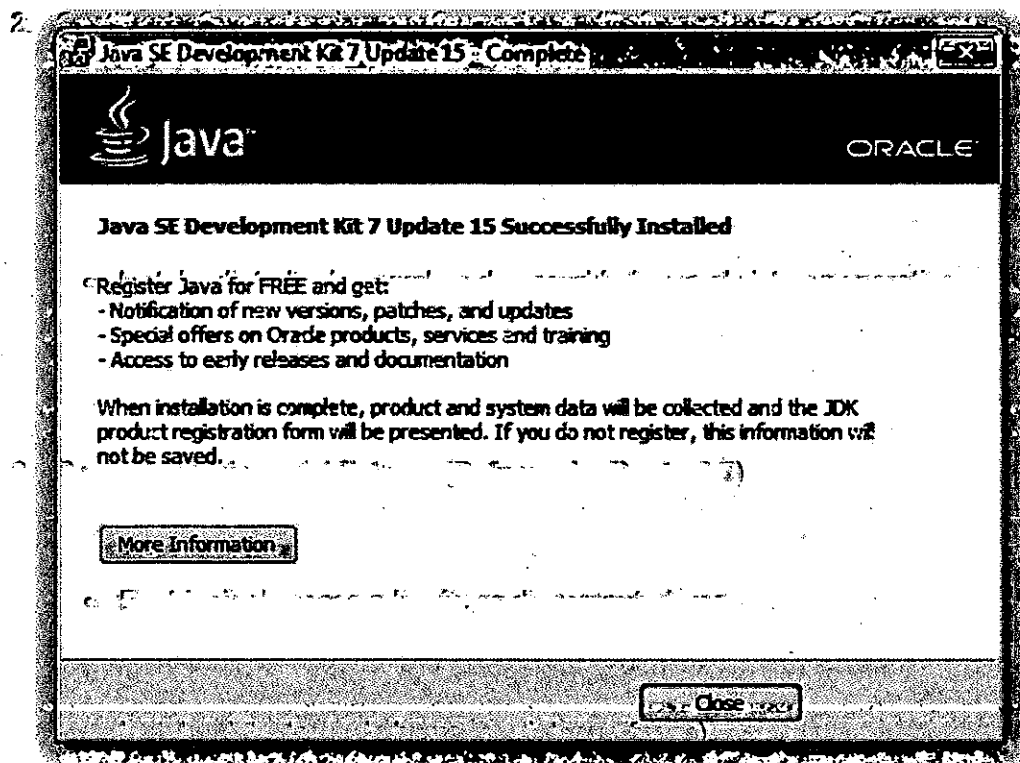 2.
Java SE Development Kit 7 Update 15 - Complete
Java™
ORACLE
Java SE Development Kit 7 Update 15 Successfully Installed
Register Java for FREE and get:
- Notification of new versions, patches, and updates
- Special offers on Oracle products, services and training
- Access to early releases and documentation
When installation is complete, product and system data will be collected and the JDK
product registration form will be presented. If you do not register, this information will
not be saved.
More Information
Close